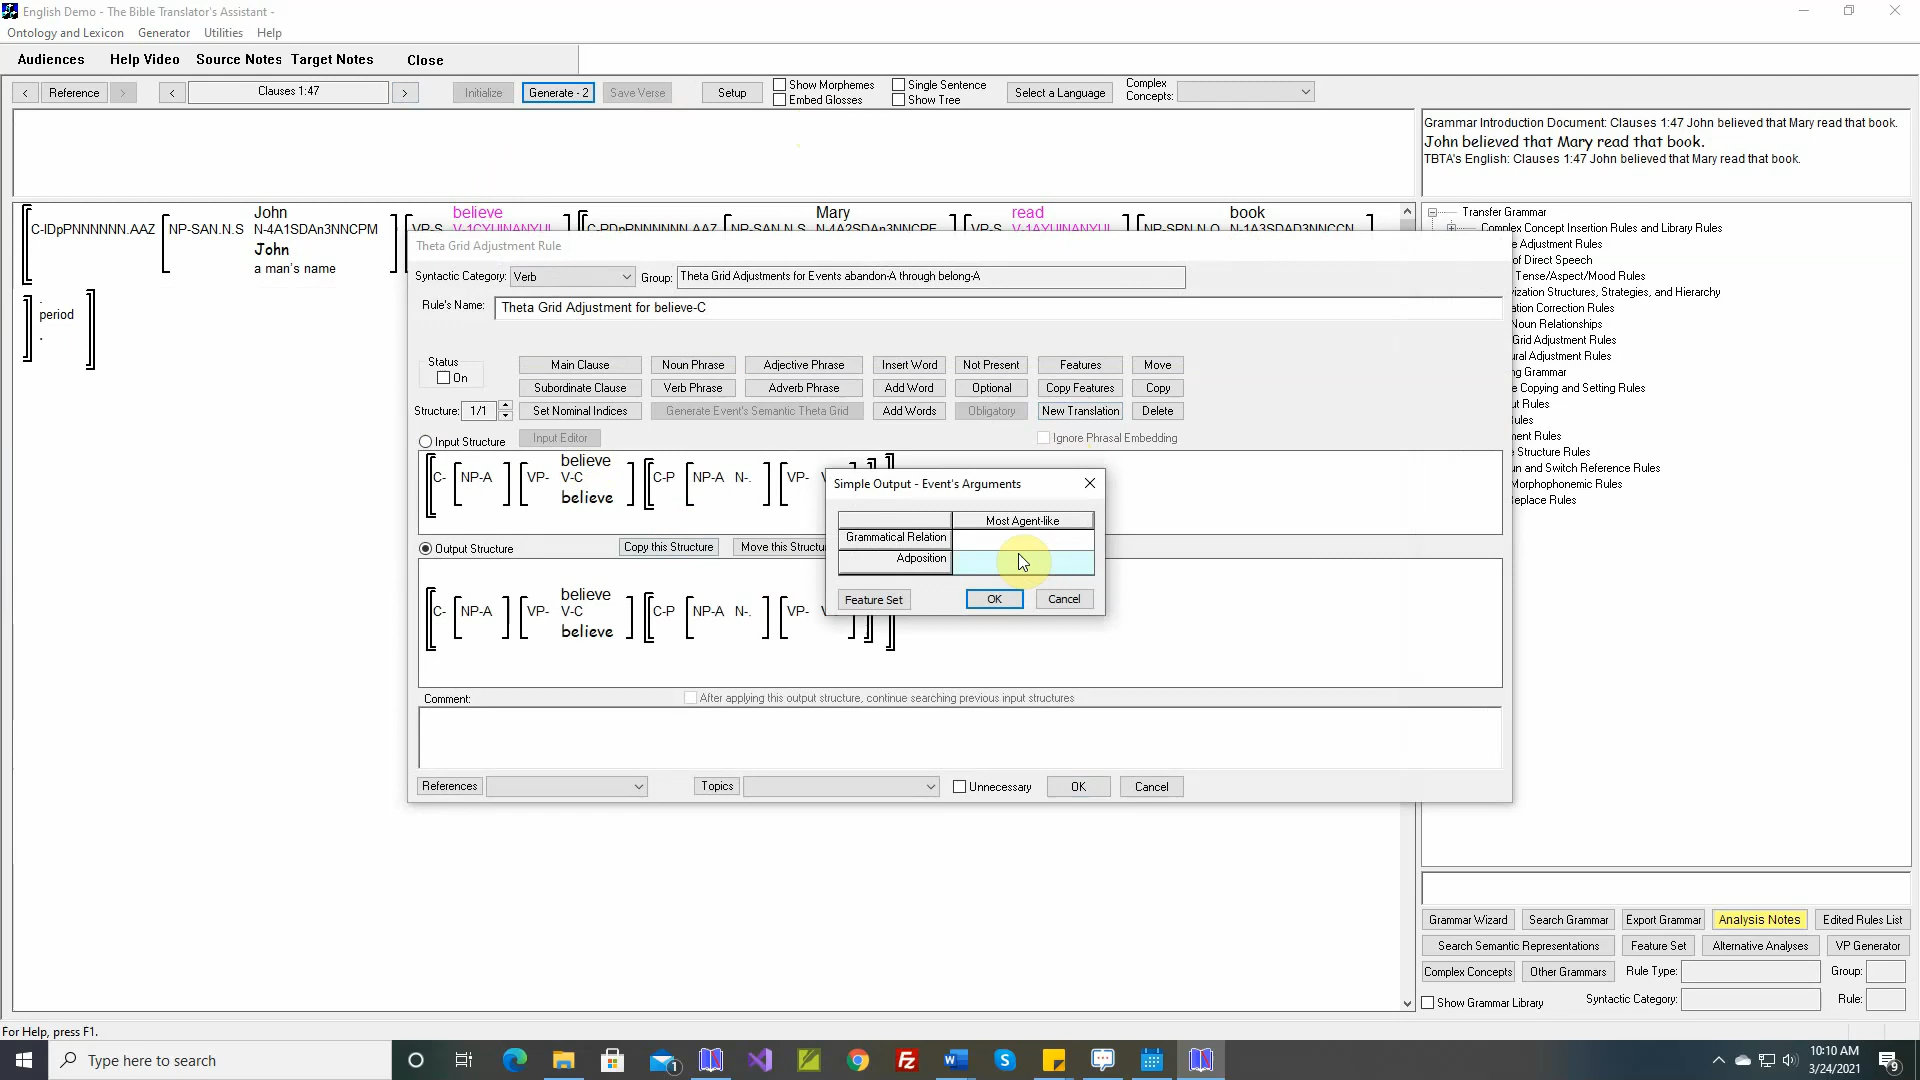 English Demo - The Bible Translator's Assistant -
Ontology and Lexicon Generator Utilities Help
Audiences Help Video Source Notes Target Notes Close
< Reference > < Clauses 1:47 > Initialize Generate - 2 Save Verse Setup Show Morphemes Single Sentence Select a Language Complex
Embed Glosses Show Tree Concepts:
Grammar Introduction Document: Clauses 1:47 John believed that Mary read that book.
John believed that Mary read that book.
TBTA's English: Clauses 1:47 John believed that Mary read that book.
John believe Mary read book
C-IDpPNNNNNN.AAZ NP-SAN.N.S N-4A1SDAn3NNCPM
John
a man's name
.
period
.
Transfer Grammar
Complex Concept Insertion Rules and Library Rules
e Adjustment Rules
of Direct Speech
Tense/Aspect/Mood Rules
ization Structures, Strategies, and Hierarchy
ation Correction Rules
Noun Relationships
Grid Adjustment Rules
ural Adjustment Rules
ng Grammar
e Copying and Setting Rules
ut Rules
ules
ment Rules
e Structure Rules
un and Switch Reference Rules
Morphophonemic Rules
eplace Rules
Theta Grid Adjustment Rule
Syntactic Category: Verb Group: Theta Grid Adjustments for Events abandon-A through belong-A
Rule's Name: Theta Grid Adjustment for believe-C
Status
On
Main Clause Noun Phrase Adjective Phrase Insert Word Not Present Features Move
Subordinate Clause Verb Phrase Adverb Phrase Add Word Optional Copy Features Copy
Structure: 1/1 Set Nominal Indices Generate Event's Semantic Theta Grid Add Words Obligatory New Translation Delete
Input Structure Input Editor Ignore Phrasal Embedding
believe
C- NP-A VP- V-C C-P NP-A N-. VP-
believe
Output Structure Copy this Structure Move this Structu
believe
C- NP-A VP- V-C C-P NP-A N-. VP-
believe
Simple Output - Event's Arguments
Most Agent-like
Grammatical Relation
Adposition
Feature Set OK Cancel
Comment: After applying this output structure, continue searching previous input structures
References Topics Unnecessary OK Cancel
Grammar Wizard Search Grammar Export Grammar Analysis Notes Edited Rules List
Search Semantic Representations Feature Set Alternative Analyses VP Generator
Complex Concepts Other Grammars Rule Type: Group:
Show Grammar Library Syntactic Category: Rule:
For Help, press F1.
Type here to search
1
10:10 AM
3/24/2021
9